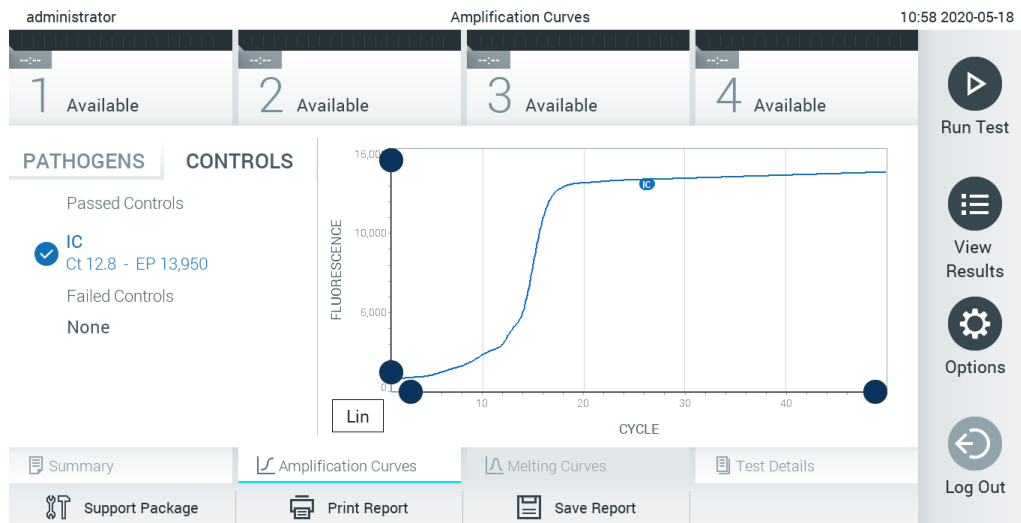 administrator
Amplification Curves
10:58 2020-05-18
--:--
1 Available
--:--
2 Available
--:--
3 Available
--:--
4 Available
Run Test
View
Results
Options
Log Out
PATHOGENS
CONTROLS
Passed Controls
IC
Ct 12.8 - EP 13,950
Failed Controls
None
15,00
10,000
5,000
0
FLUORESCENCE
IC
10
20
30
40
CYCLE
Lin
Summary
Amplification Curves
Melting Curves
Test Details
Support Package
Print Report
Save Report